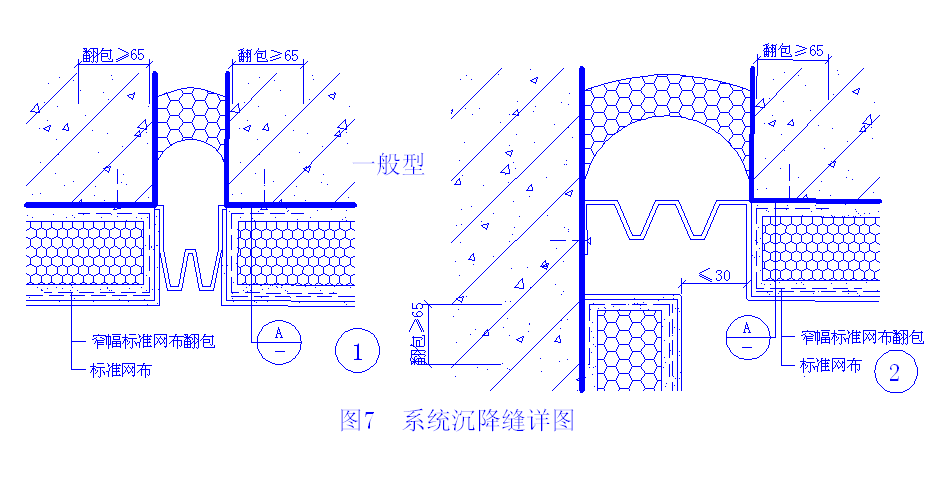 翻包≥65
翻包≥65
翻包≥65
一般型
≤30
翻包≥65
A
—
1
窄幅标准网布翻包
标准网布
A
—
窄幅标准网布翻包
标准网布
2
图7 系统沉降缝详图